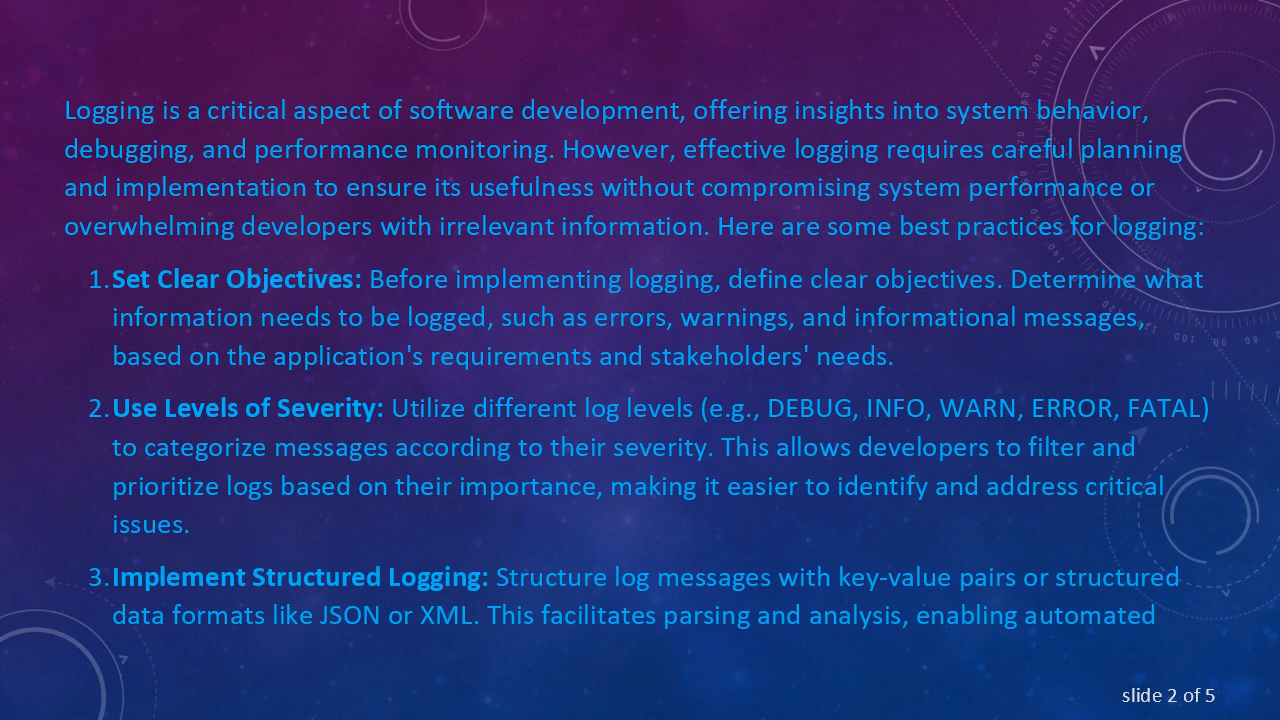 Logging is a critical aspect of software development, offering insights into system behavior,
debugging, and performance monitoring. However, effective logging requires careful planning
and implementation to ensure its usefulness without compromising system performance or
overwhelming developers with irrelevant information. Here are some best practices for logging:
1. Set Clear Objectives: Before implementing logging, define clear objectives. Determine what
information needs to be logged, such as errors, warnings, and informational messages,
based on the application's requirements and stakeholders' needs.
2. Use Levels of Severity: Utilize different log levels (e.g., DEBUG, INFO, WARN, ERROR, FATAL)
to categorize messages according to their severity. This allows developers to filter and
prioritize logs based on their importance, making it easier to identify and address critical
issues.
3. Implement Structured Logging: Structure log messages with key-value pairs or structured
data formats like JSON or XML. This facilitates parsing and analysis, enabling automated
slide 2 of 5